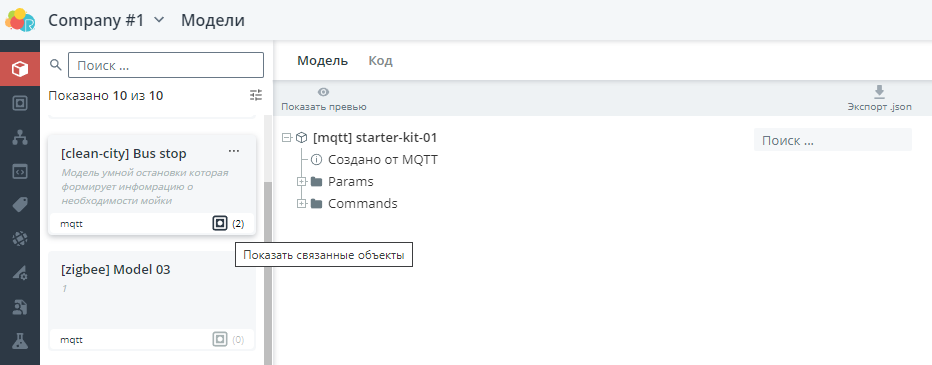 Company #1 Модели
Поиск ...
Показано 10 из 10
[clean-city] Bus stop ...
Модель умной остановки которая
формирует инфомрацию о
необходимости мойки
mqtt (2)
Показать связанные объекты
[zigbee] Model 03
1
mqtt (0)
Модель Код
Показать превью
Экспорт .json
[mqtt] starter-kit-01
Поиск ...
Создано от MQTT
Params
Commands